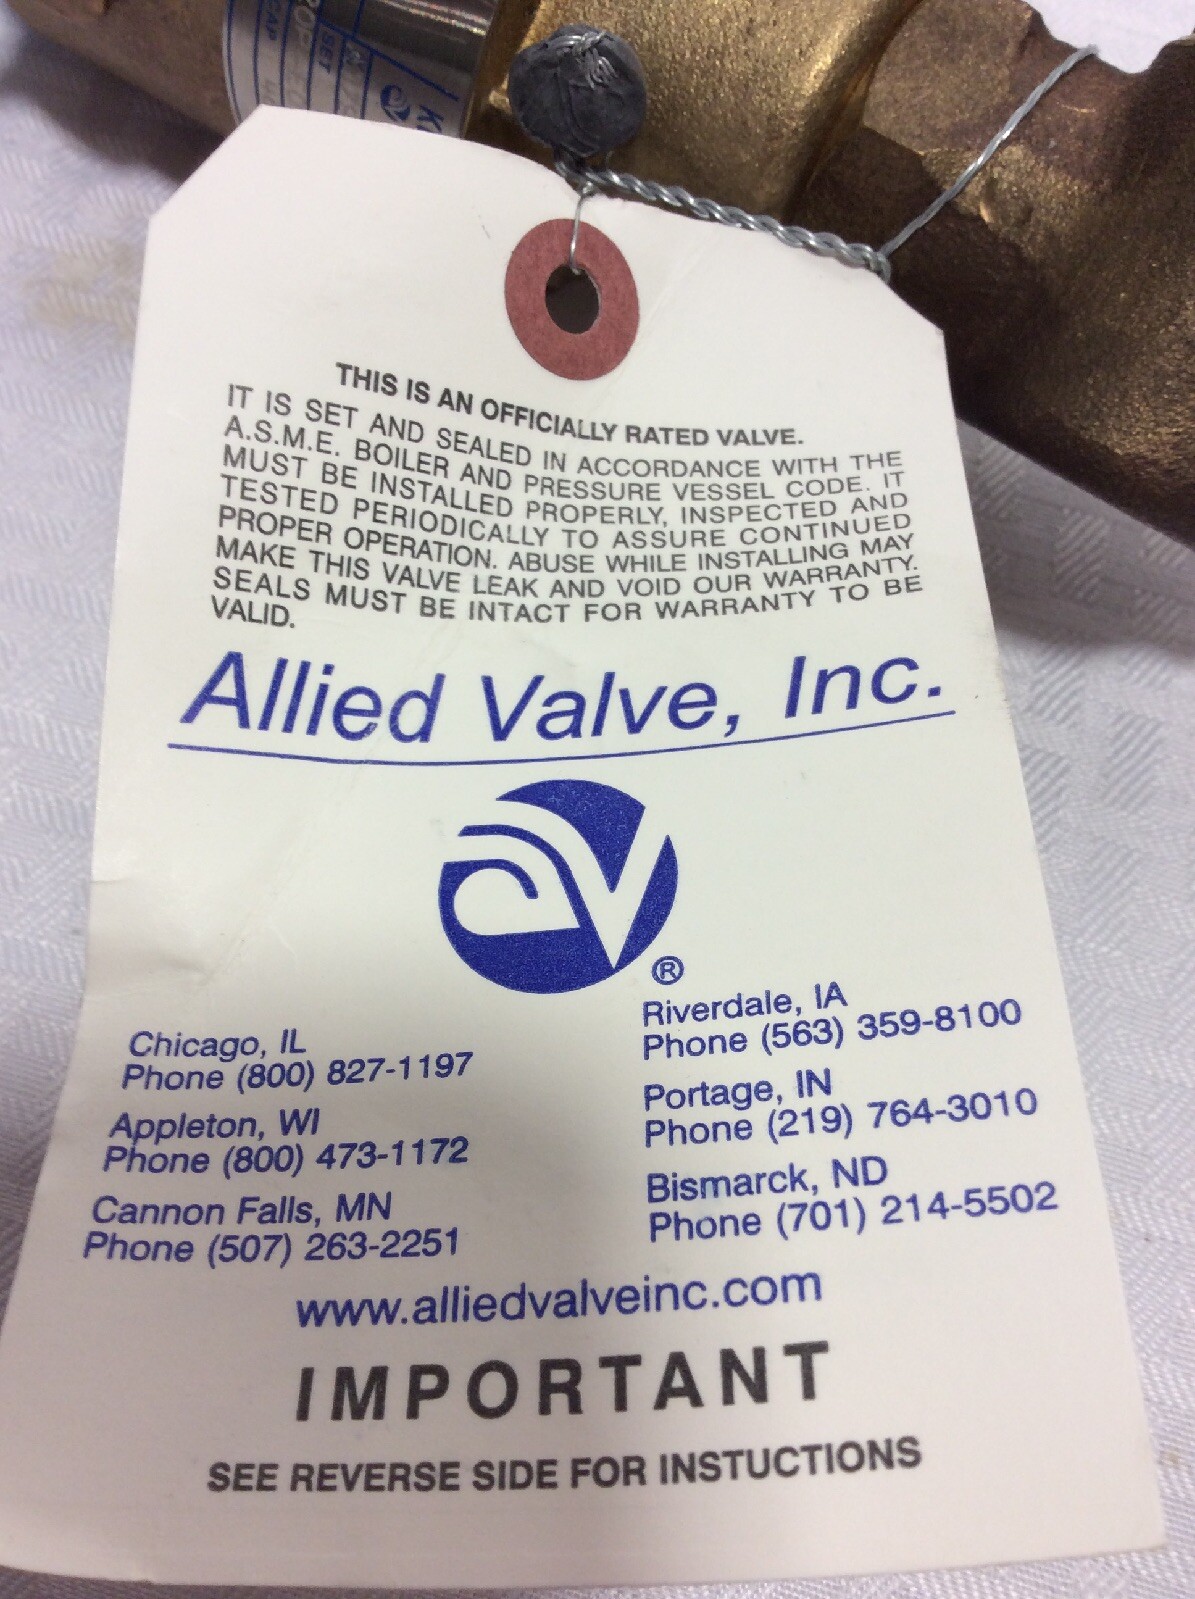 SET
CAP
THIS IS AN OFFICIALLY RATED VALVE.
IT IS SET AND SEALED IN ACCORDANCE WITH THE
A.S.M.E. BOILER AND PRESSURE VESSEL CODE. IT
MUST BE INSTALLED PROPERLY, INSPECTED AND
TESTED PERIODICALLY TO ASSURE CONTINUED
PROPER OPERATION. ABUSE WHILE INSTALLING MAY
MAKE THIS VALVE LEAK AND VOID OUR WARRANTY.
SEALS MUST BE INTACT FOR WARRANTY TO BE
VALID.
Allied Valve, Inc.
®
Chicago, IL
Phone (800) 827-1197
Appleton, WI
Phone (800) 473-1172
Cannon Falls, MN
Phone (507) 263-2251
Riverdale, IA
Phone (563) 359-8100
Portage, IN
Phone (219) 764-3010
Bismarck, ND
Phone (701) 214-5502
www.alliedvalveinc.com
IMPORTANT
SEE REVERSE SIDE FOR INSTUCTIONS